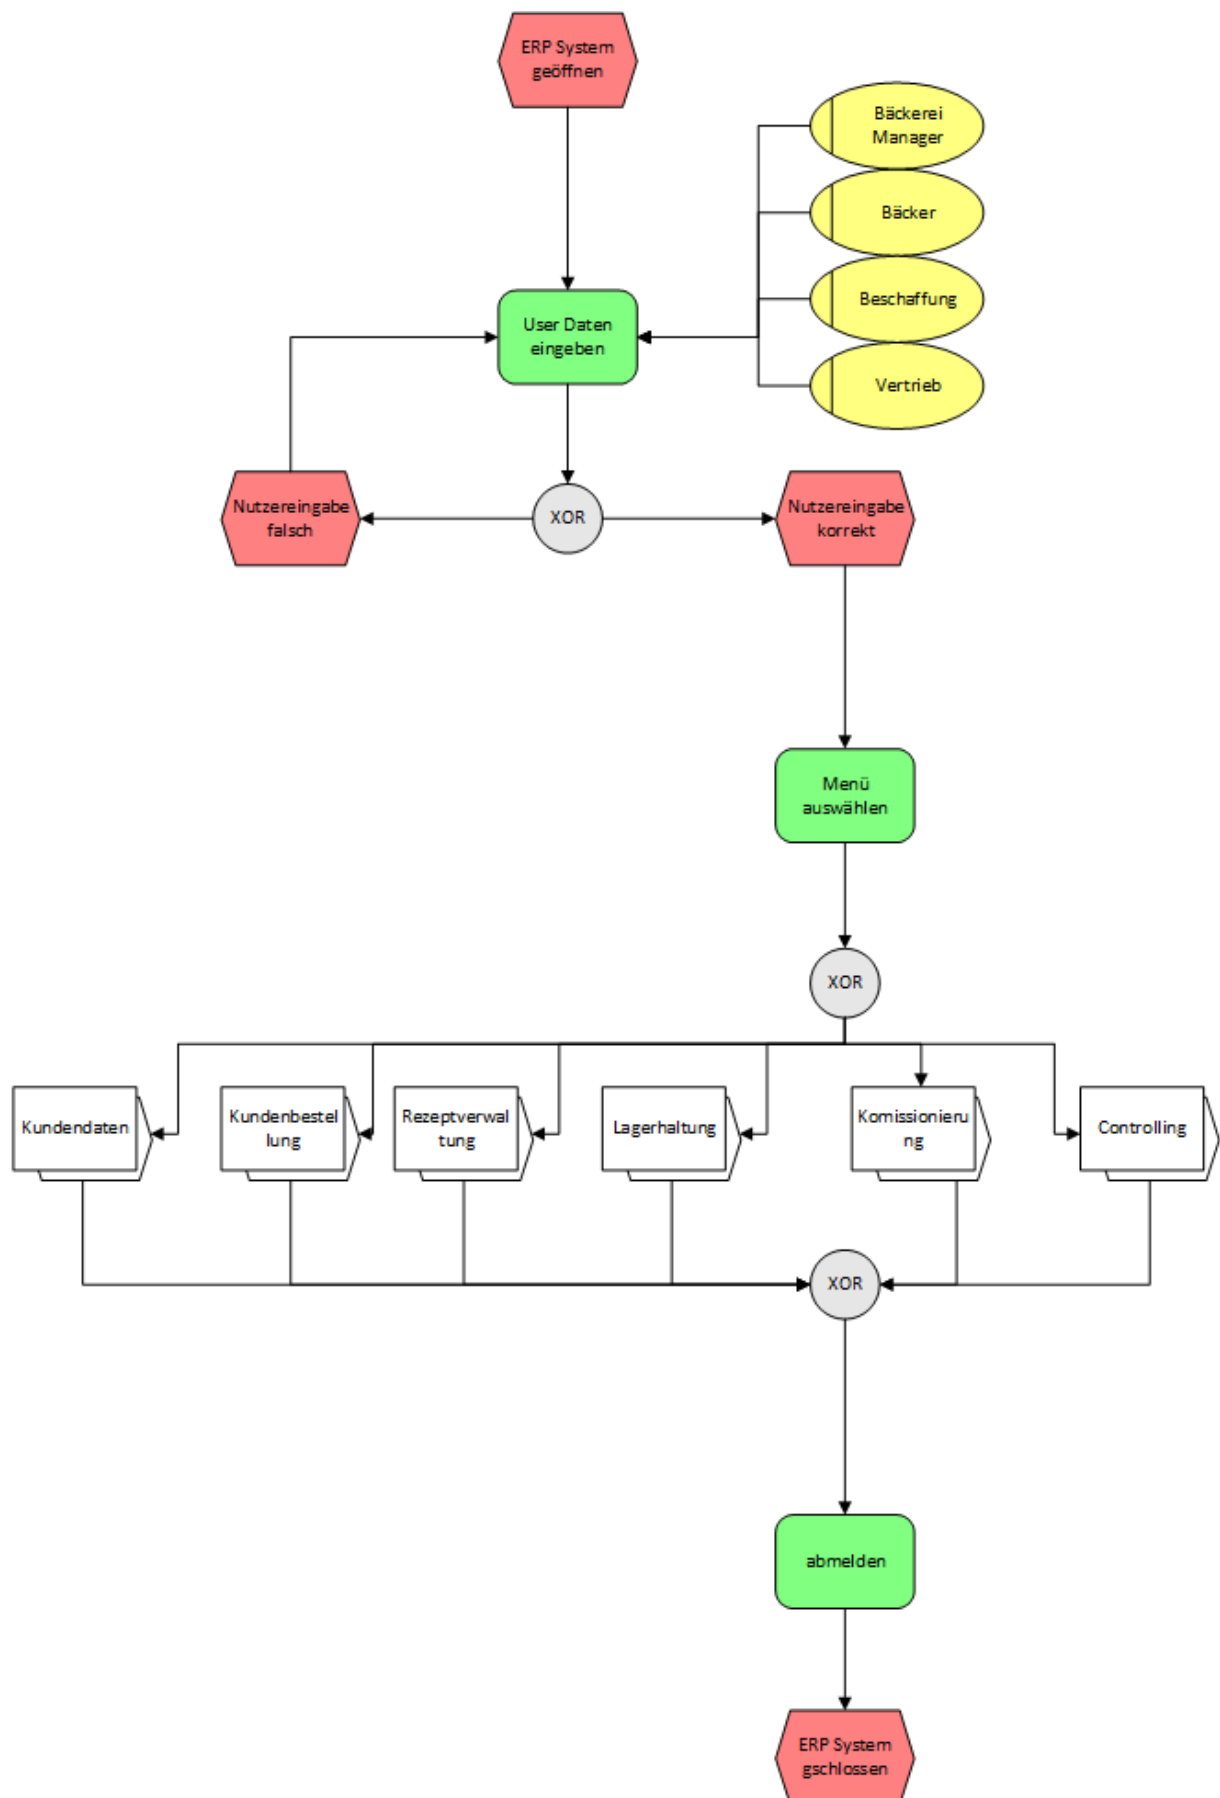 ERP System
geöffnen
Bäckerei
Manager
Bäcker
Beschaffung
Vertrieb
User Daten
eingeben
Nutzereingabe
falsch
XOR
Nutzereingabe
korrekt
Menü
auswählen
XOR
Kundendaten
Kundenbestel
lung
Rezeptverwal
tung
Lagerhaltung
Komissionieru
ng
Controlling
XOR
abmelden
ERP System
gschlossen